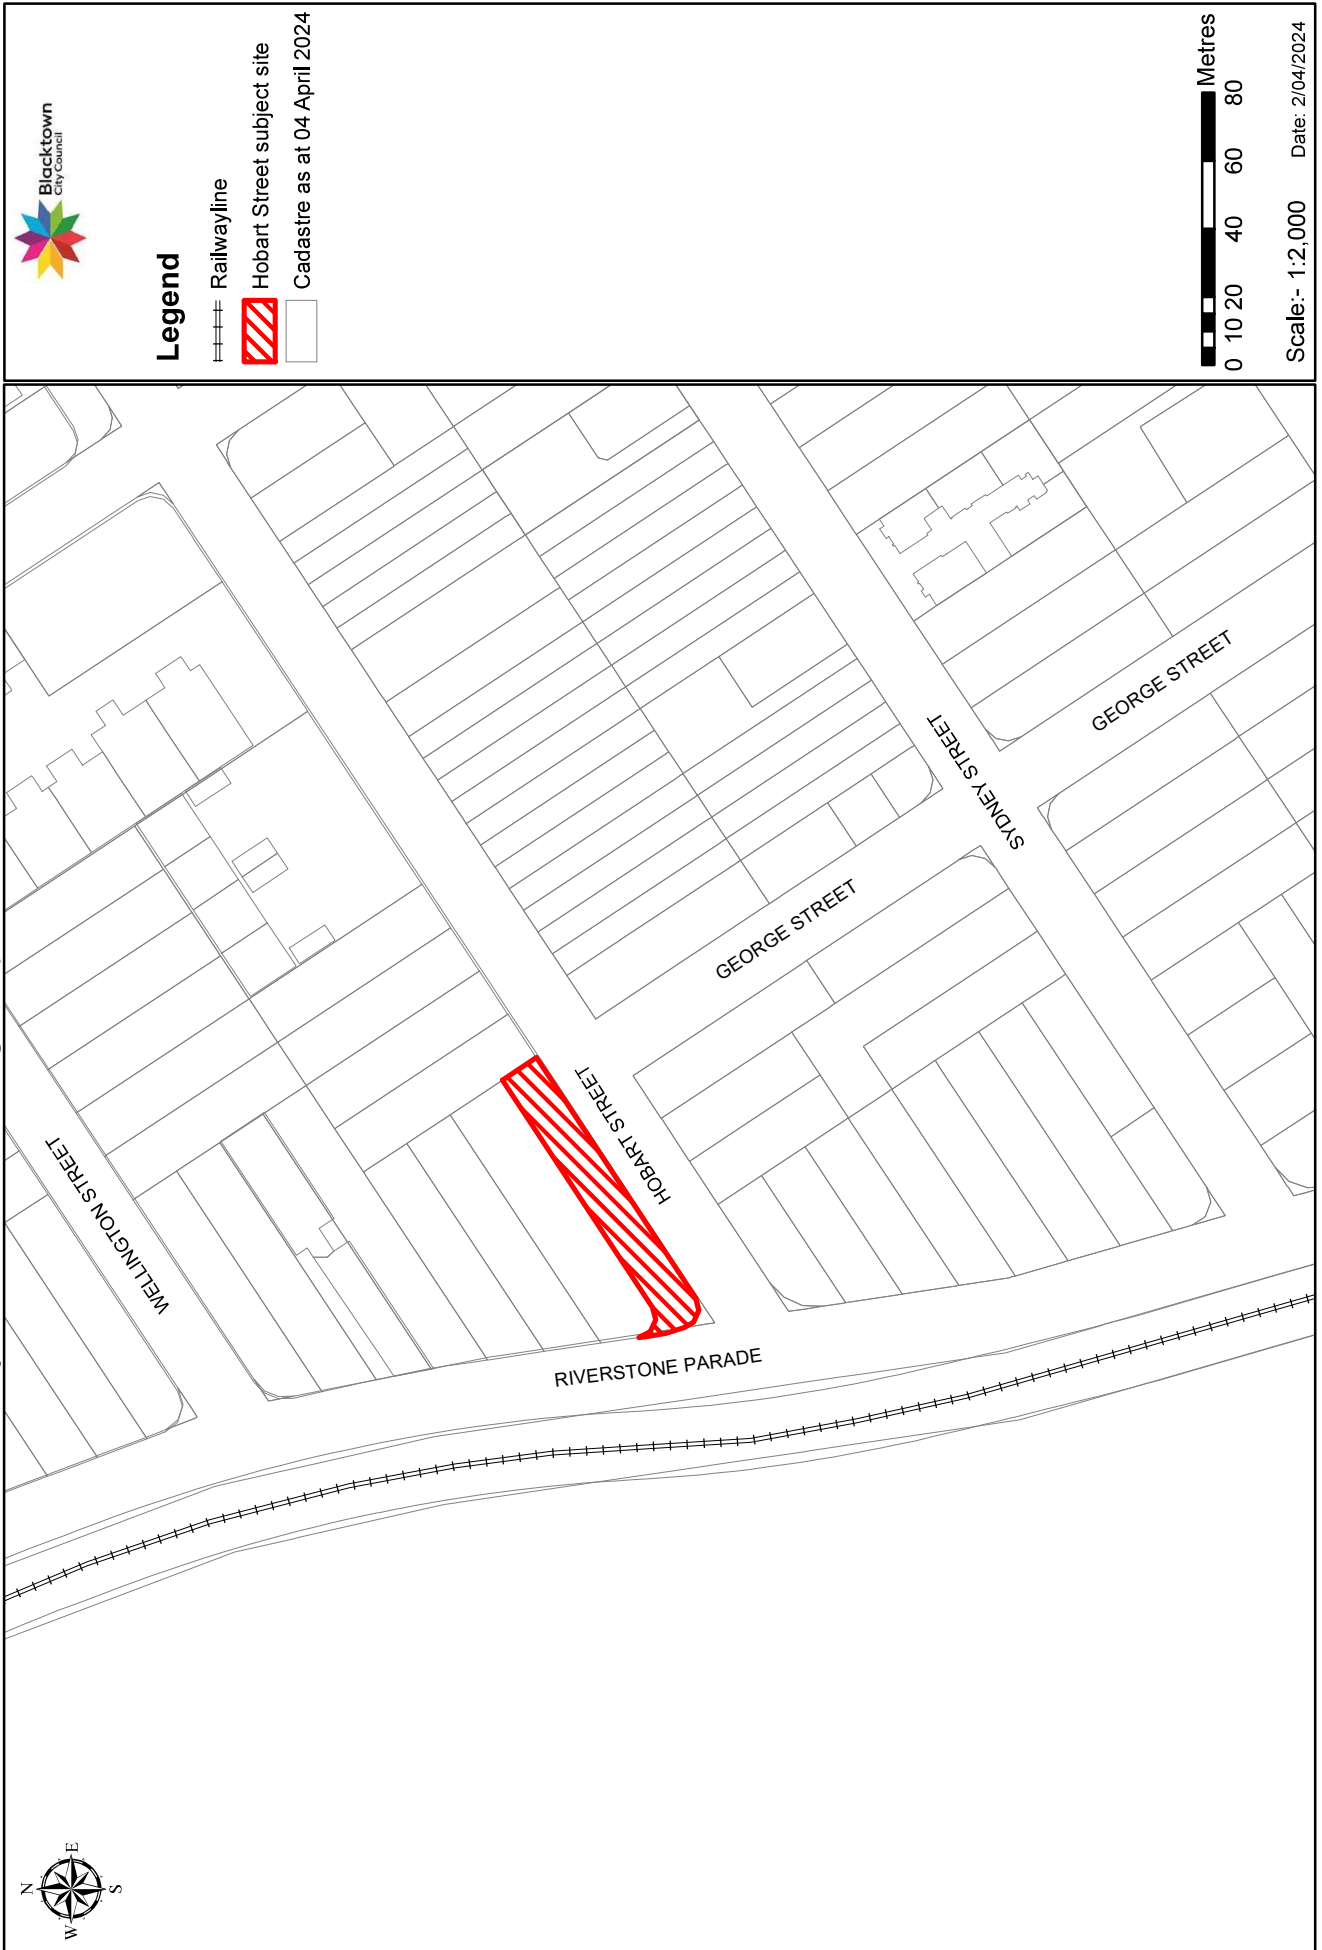 Blacktown
City Council
Legend
Railwayline
Hobart Street subject site
Cadastre as at 04 April 2024
WELLINGTON STREET
HOBART STREET
GEORGE STREET
SYDNEY STREET
GEORGE STREET
RIVERSTONE PARADE
N
W E
S
0 10 20 40 60 80 Metres
Scale:- 1:2,000 Date: 2/04/2024